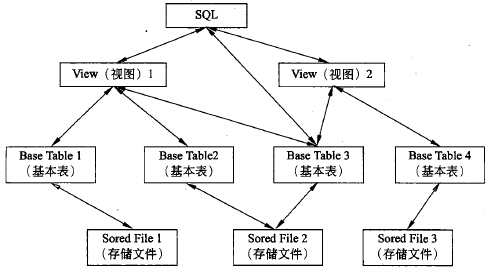 SQL
View（视图）1
View（视图）2
Base Table 1
（基本表）
Base Table2
（基本表）
Base Table 3
（基本表）
Base Table 4
（基本表）
Sored File 1
（存储文件）
Sored File 2
（存储文件）
Sored File 3
（存储文件）